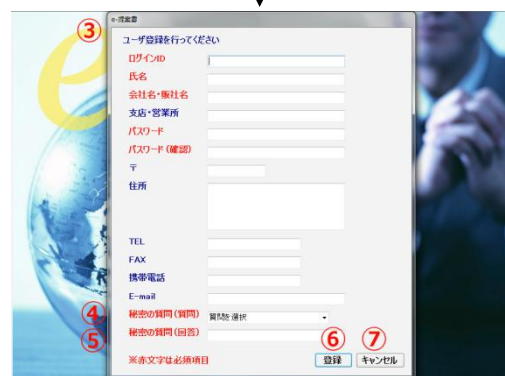 e-提案書
③
ユーザ登録を行ってください
ログインID
氏名
会社名・販社名
支店・営業所
パスワード
パスワード(確認)
〒
住所
TEL
FAX
携帯電話
E-mail
④ 秘密の質問(質問) 質問を選択
⑤ 秘密の質問(回答)
⑥ ⑦
※赤文字は必須項目 登録 キャンセル